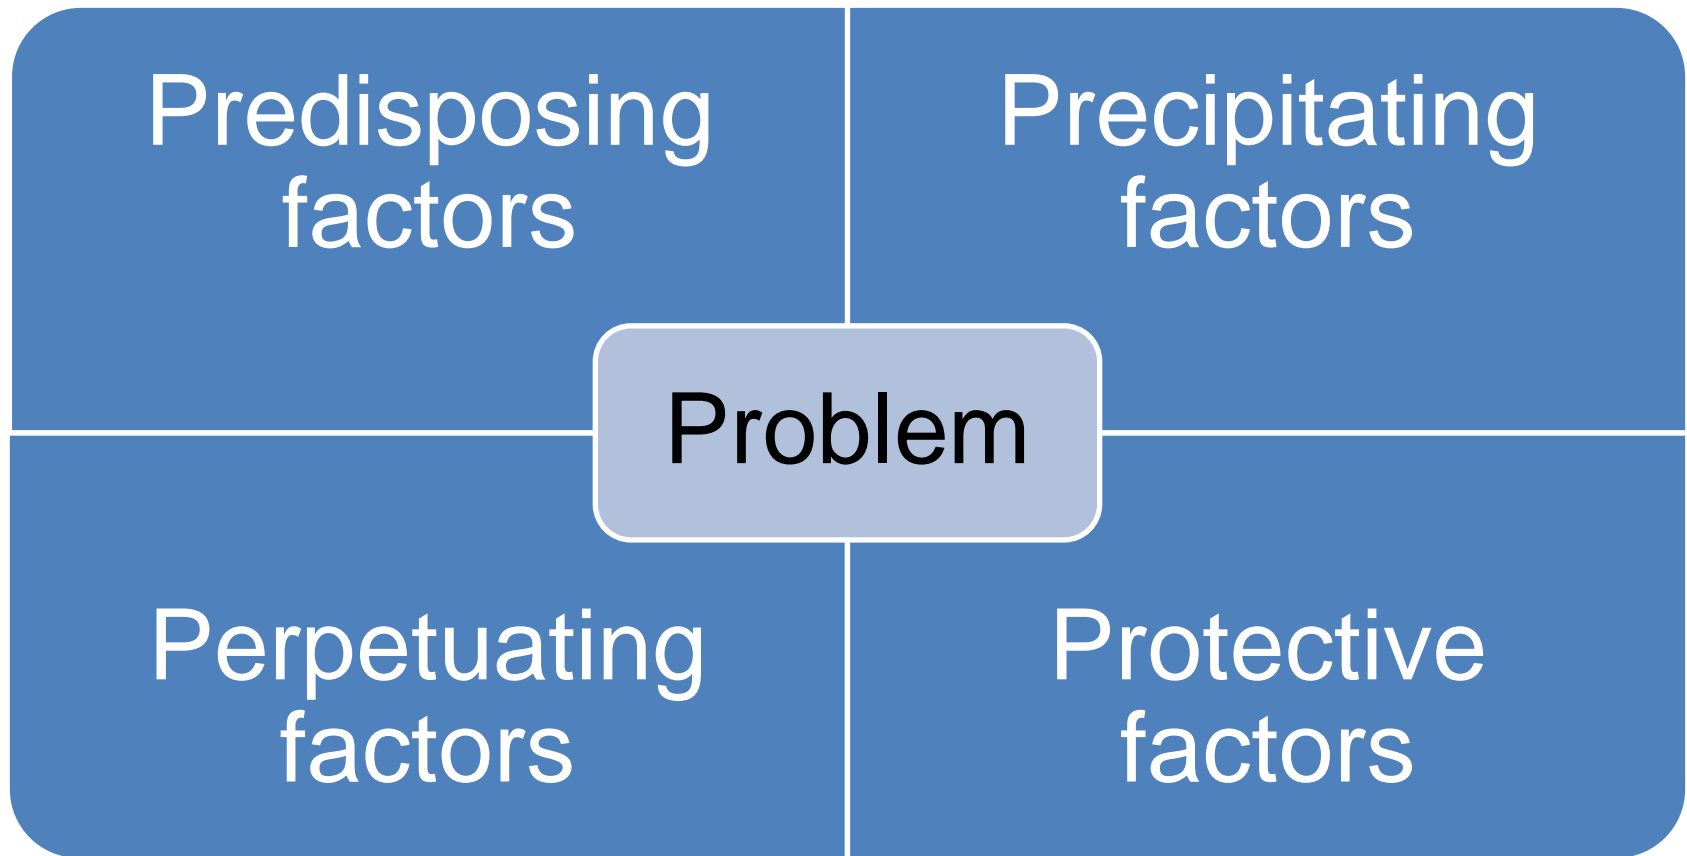 Predisposing
factors
Precipitating
factors
Problem
Perpetuating
factors
Protective
factors